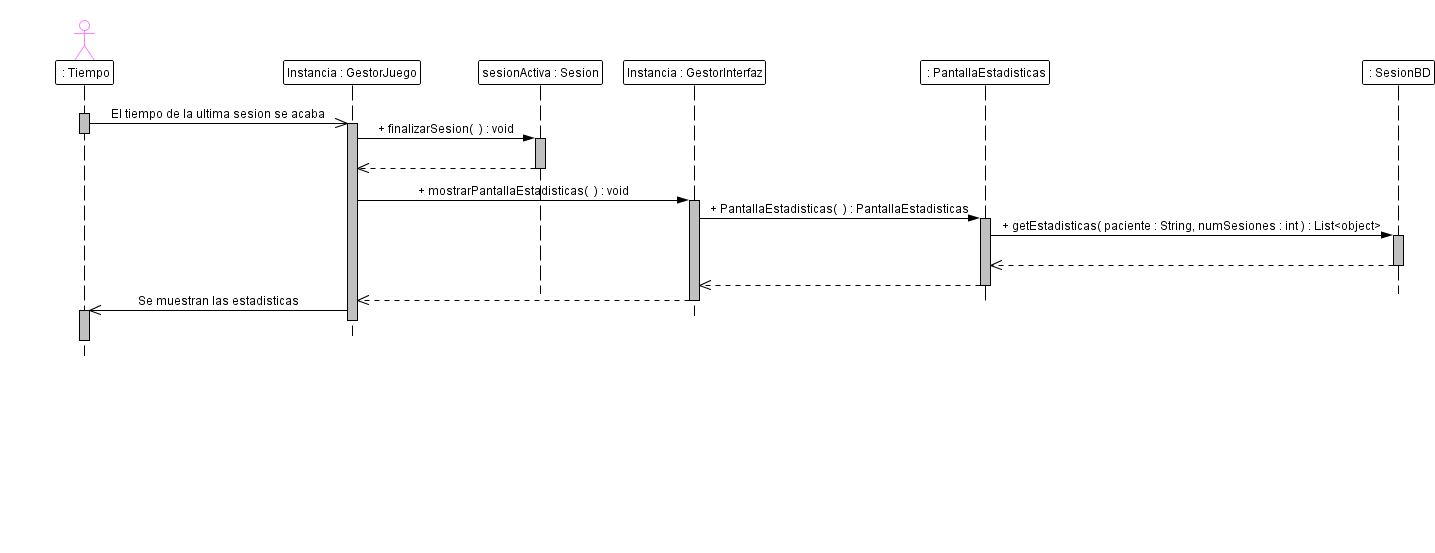 : Tiempo
Instancia : GestorJuego
sesionActiva : Sesion
Instancia : GestorInterfaz
: PantallaEstadisticas
: SesionBD
El tiempo de la ultima sesion se acaba
+ finalizarSesion( ) : void
+ mostrarPantallaEstadisticas( ) : void
+ PantallaEstadisticas( ) : PantallaEstadisticas
+ getEstadisticas( paciente : String, numSesiones : int ) : List<object>
Se muestran las estadisticas